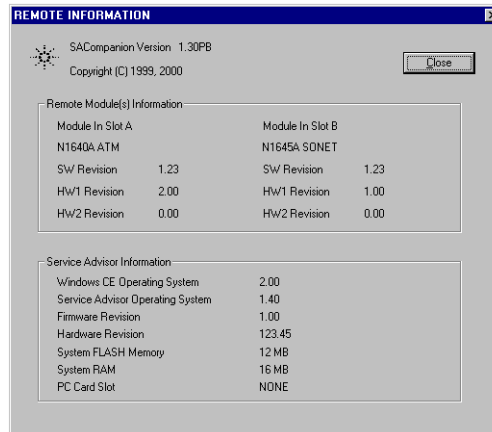 REMOTE INFORMATION
SACompanion Version 1.30PB
Copyright (C) 1999, 2000
Close
Remote Module(s) Information
Module In Slot A Module In Slot B
N1640A ATM N1645A SONET
SW Revision 1.23 SW Revision 1.23
HW1 Revision 2.00 HW1 Revision 1.00
HW2 Revision 0.00 HW2 Revision 0.00
Service Advisor Information
Windows CE Operating System 2.00
Service Advisor Operating System 1.40
Firmware Revision 1.00
Hardware Revision 123.45
System FLASH Memory 12 MB
System RAM 16 MB
PC Card Slot NONE